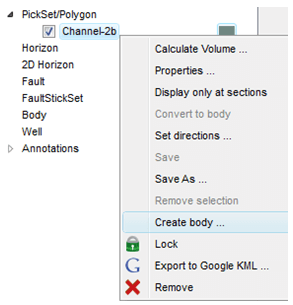 PickSet/Polygon
Channel-2b
Horizon
2D Horizon
Fault
FaultStickSet
Body
Well
Annotations
Calculate Volume ...
Properties ...
Display only at sections
Convert to body
Set directions ...
Save
Save As ...
Remove selection
Create body ...
Lock
Export to Google KML ...
Remove